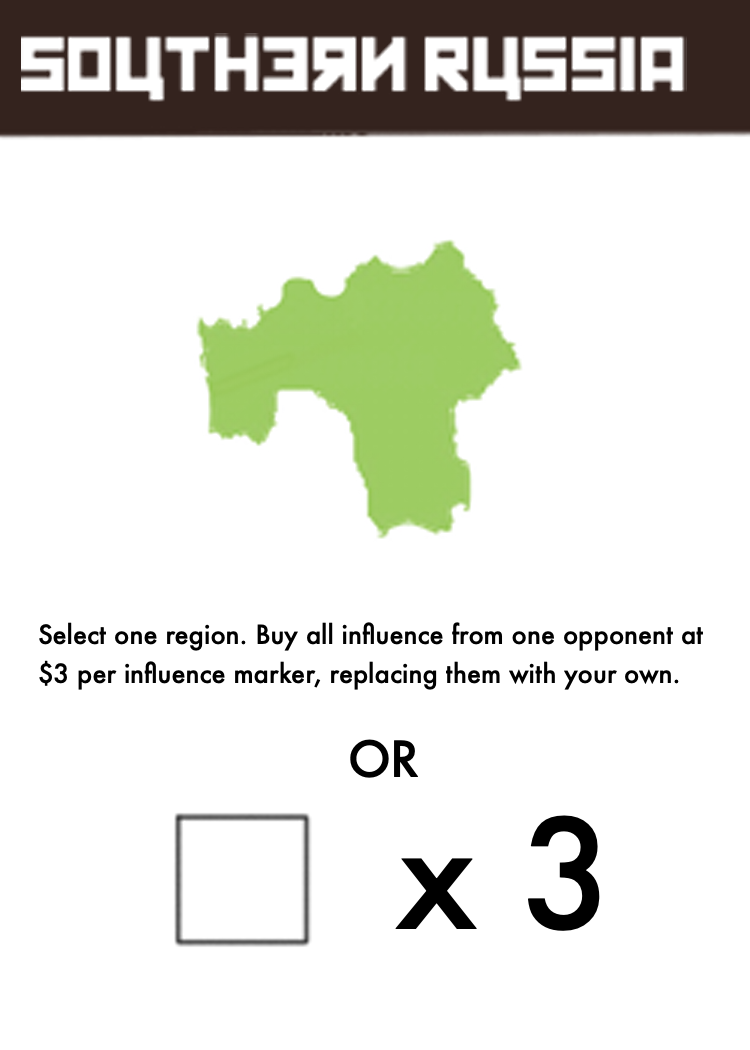 SOUTHERN RUSSIA
Select one region. Buy all influence from one opponent at
$3 per influence marker, replacing them with your own.
OR
x 3